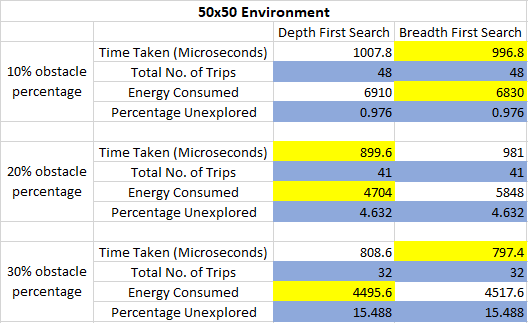 50x50 Environment
Depth First Search Breadth First Search
10% obstacle percentage
Time Taken (Microseconds) 1007.8 996.8
Total No. of Trips 48 48
Energy Consumed 6910 6830
Percentage Unexplored 0.976 0.976
20% obstacle percentage
Time Taken (Microseconds) 899.6 981
Total No. of Trips 41 41
Energy Consumed 4704 5848
Percentage Unexplored 4.632 4.632
30% obstacle percentage
Time Taken (Microseconds) 808.6 797.4
Total No. of Trips 32 32
Energy Consumed 4495.6 4517.6
Percentage Unexplored 15.488 15.488